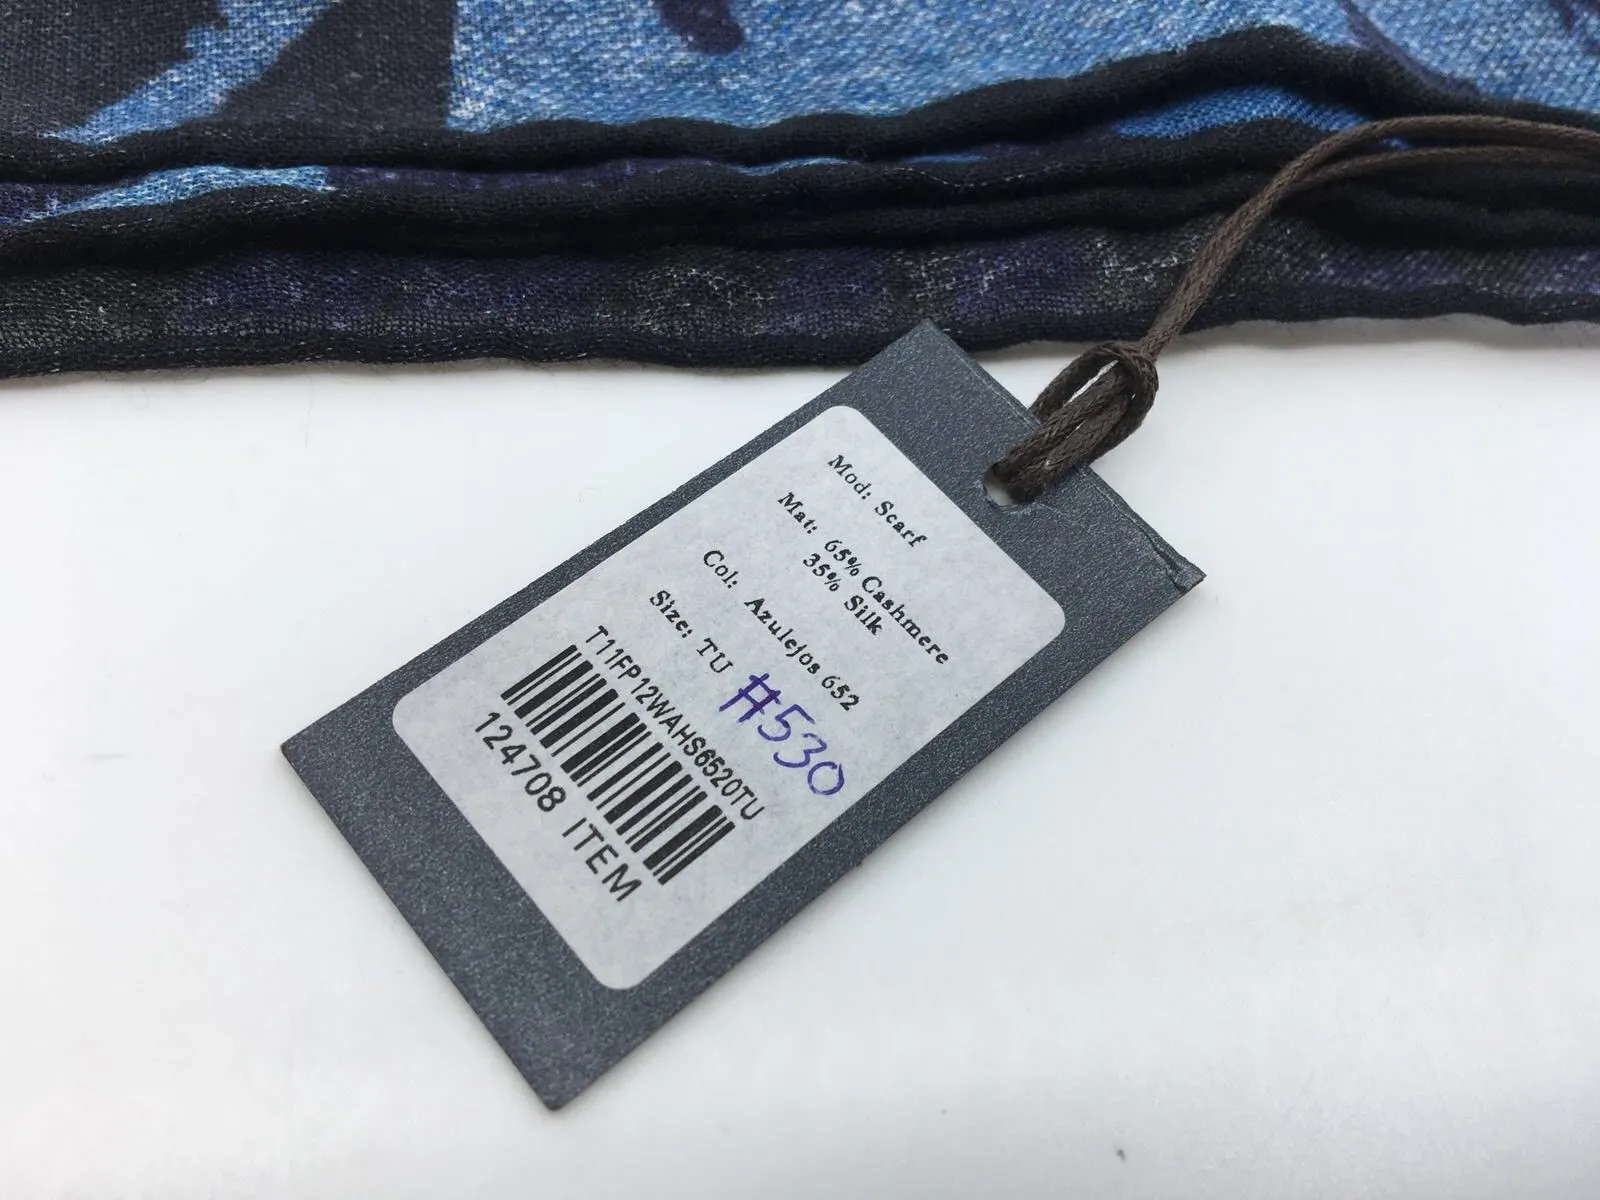 Mod: Scarf
Mat: 65% Cashmere
35% Silk
Col: Azulejos 652
Size: TU
#530
T11FP12WAHS6520TU
124708 ITEM